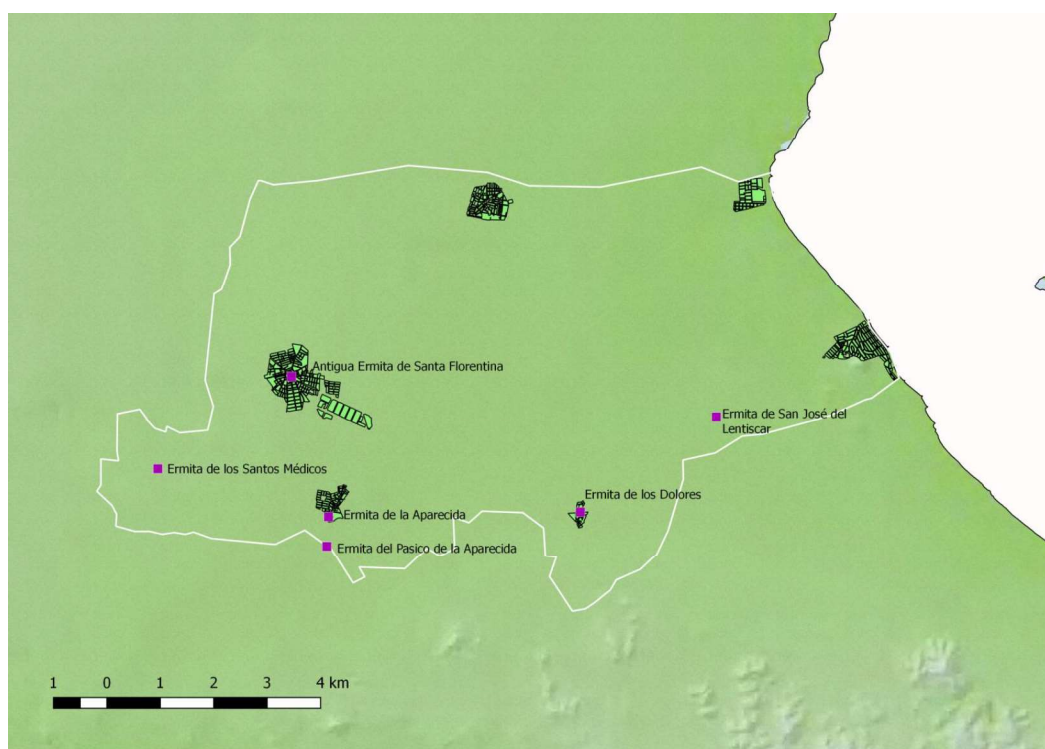 Antigua Ermita de Santa Florentina
Ermita de San José del
Lentiscar
Ermita de los Santos Médicos
Ermita de los Dolores
Ermita de la Aparecida
Ermita del Pasico de la Aparecida
1 0 1 2 3 4 km